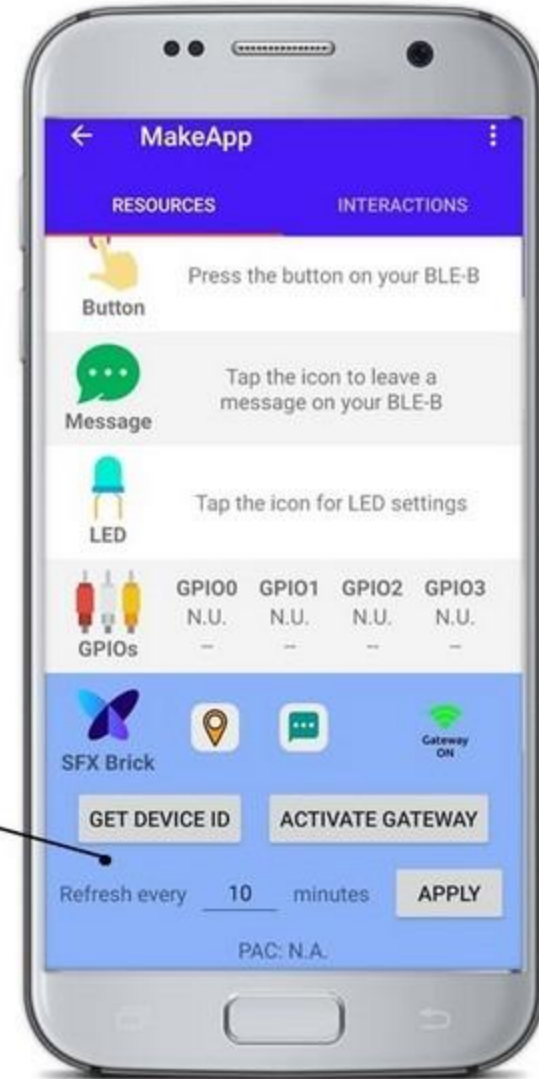 MakeApp
RESOURCES INTERACTIONS
Button
Press the button on your BLE-B
Message
Tap the icon to leave a
message on your BLE-B
LED
Tap the icon for LED settings
GPIOs
GPIO0 GPIO1 GPIO2 GPIO3
N.U. N.U. N.U. N.U.
-- -- -- --
SFX Brick
Gateway
ON
GET DEVICE ID ACTIVATE GATEWAY
Refresh every 10 minutes APPLY
PAC: N.A.